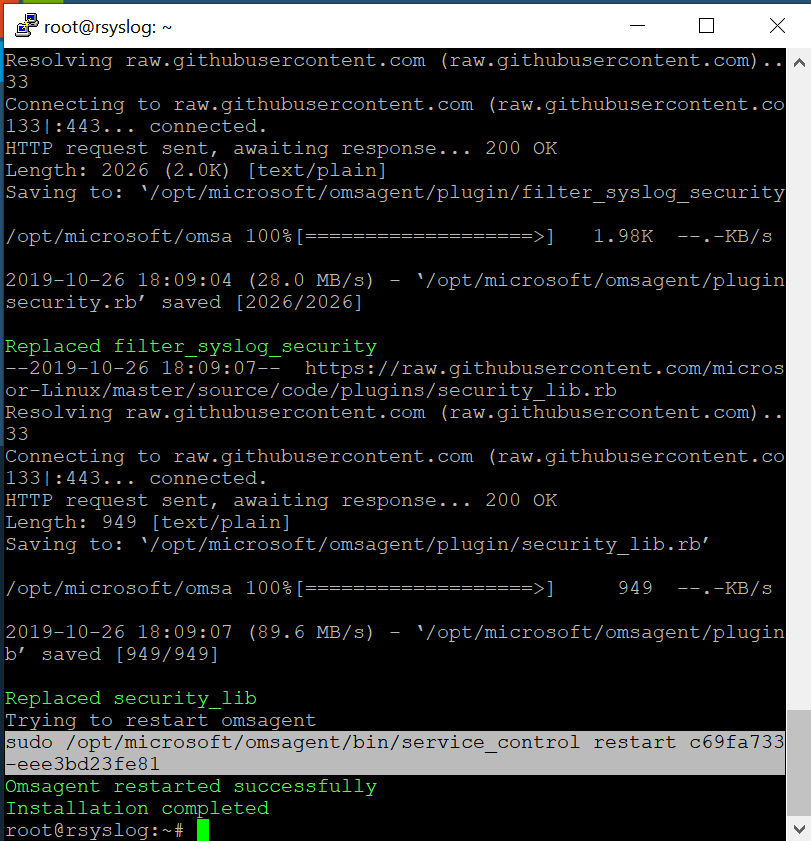 root@rsyslog: ~
Resolving raw.githubusercontent.com (raw.githubusercontent.com)..
33
Connecting to raw.githubusercontent.com (raw.githubusercontent.co
133|:443... connected.
HTTP request sent, awaiting response... 200 OK
Length: 2026 (2.0K) [text/plain]
Saving to: ‘/opt/microsoft/omsagent/plugin/filter_syslog_security
/opt/microsoft/omsa 100%[===================>]   1.98K  --.-KB/s
2019-10-26 18:09:04 (28.0 MB/s) - ‘/opt/microsoft/omsagent/plugin
security.rb’ saved [2026/2026]
Replaced filter_syslog_security
--2019-10-26 18:09:07--  https://raw.githubusercontent.com/micros
or-Linux/master/source/code/plugins/security_lib.rb
Resolving raw.githubusercontent.com (raw.githubusercontent.com)..
33
Connecting to raw.githubusercontent.com (raw.githubusercontent.co
133|:443... connected.
HTTP request sent, awaiting response... 200 OK
Length: 949 [text/plain]
Saving to: ‘/opt/microsoft/omsagent/plugin/security_lib.rb’
/opt/microsoft/omsa 100%[===================>]     949  --.-KB/s
2019-10-26 18:09:07 (89.6 MB/s) - ‘/opt/microsoft/omsagent/plugin
b’ saved [949/949]
Replaced security_lib
Trying to restart omsagent
sudo /opt/microsoft/omsagent/bin/service_control restart c69fa733
-eee3bd23fe81
Omsagent restarted successfully
Installation completed
root@rsyslog:~#